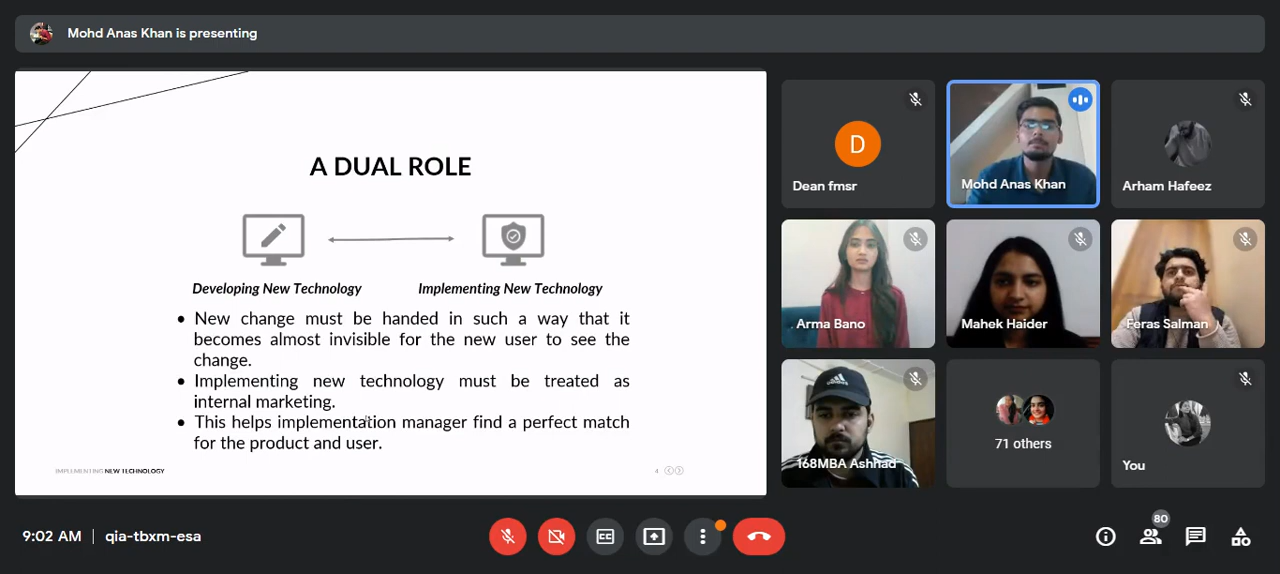 Mohd Anas Khan is presenting
A DUAL ROLE
Developing New Technology
Implementing New Technology
• New change must be handed in such a way that it
becomes almost invisible for the new user to see the
change.
• Implementing new technology must be treated as
internal marketing.
• This helps implementation manager find a perfect match
for the product and user.
IMPLEMENTING NEW TECHNOLOGY
4
D
Dean fmsr
Mohd Anas Khan
Arham Hafeez
Arma Bano
Mahek Haider
Feras Salman
adidas
168MBA Ashhad
71 others
You
9:02 AM | qia-tbxm-esa
CC
80